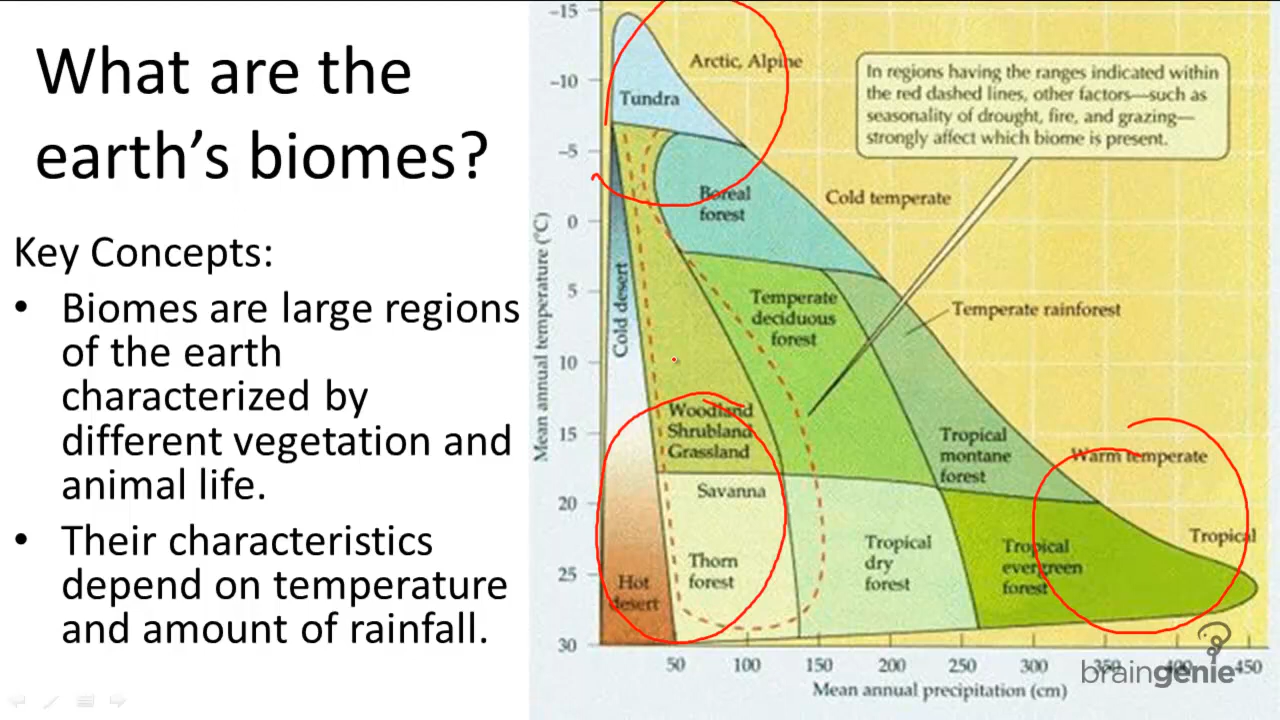 What are the
earth's biomes?
Key Concepts:
• Biomes are large regions
of the earth
characterized by
different vegetation and
animal life.
• Their characteristics
depend on temperature
and amount of rainfall.
Mean annual temperature (°C)
−15
−10
−5
0
5
10
15
20
25
30
Arctic, Alpine
Tundra
In regions having the ranges indicated within
the red dashed lines, other factors—such as
seasonality of drought, fire, and grazing—
strongly affect which biome is present.
Boreal
forest
Cold temperate
Cold desert
Temperate
deciduous
forest
Temperate rainforest
Woodland
Shrubland
Grassland
Tropical
montane
forest
Warm temperate
Savanna
Tropical
Thorn
forest
Tropical
dry
forest
Tropical
evergreen
forest
Hot
desert
50
100
150
200
250
300
350
400
450
Mean annual precipitation (cm)
braingenie